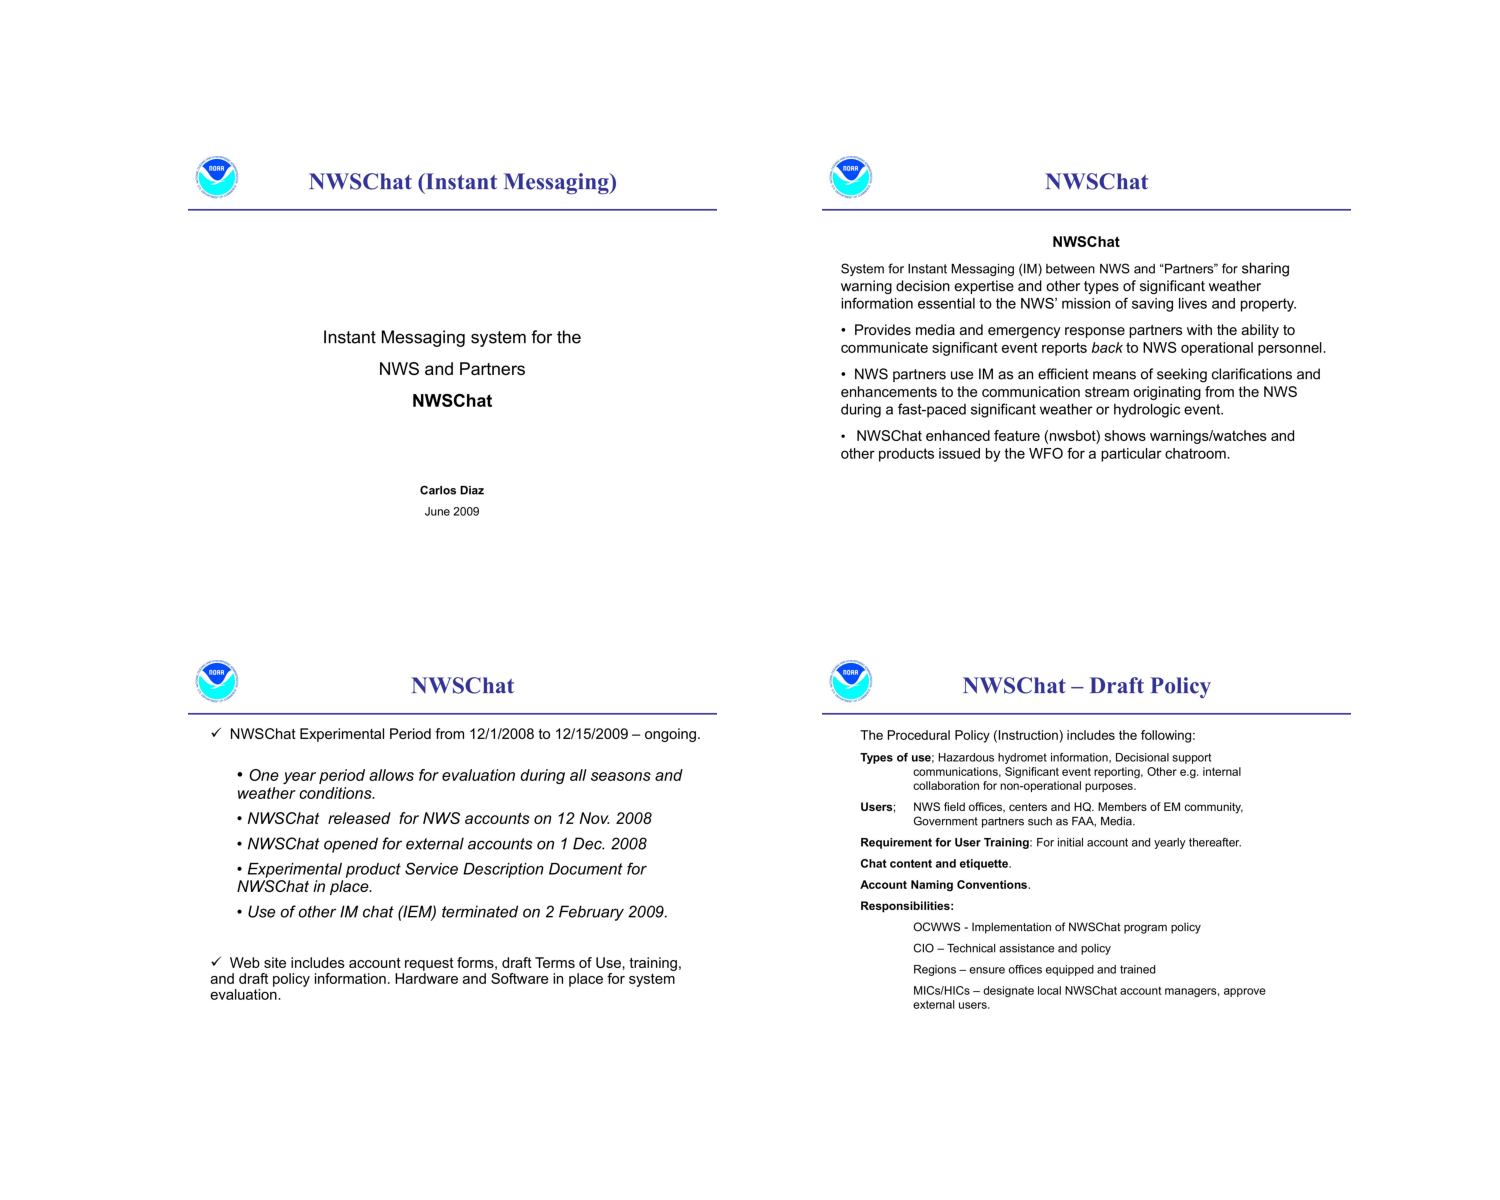 NOAA
NWSChat (Instant Messaging)
Instant Messaging system for the
NWS and Partners
NWSChat
Carlos Diaz
June 2009
NOAA
NWSChat
NWSChat
System for Instant Messaging (IM) between NWS and “Partners” for sharing
warning decision expertise and other types of significant weather
information essential to the NWS’ mission of saving lives and property.
• Provides media and emergency response partners with the ability to
communicate significant event reports back to NWS operational personnel.
• NWS partners use IM as an efficient means of seeking clarifications and
enhancements to the communication stream originating from the NWS
during a fast-paced significant weather or hydrologic event.
• NWSChat enhanced feature (nwsbot) shows warnings/watches and
other products issued by the WFO for a particular chatroom.
NOAA
NWSChat
✓ NWSChat Experimental Period from 12/1/2008 to 12/15/2009 – ongoing.
• One year period allows for evaluation during all seasons and
weather conditions.
• NWSChat released for NWS accounts on 12 Nov. 2008
• NWSChat opened for external accounts on 1 Dec. 2008
• Experimental product Service Description Document for
NWSChat in place.
• Use of other IM chat (IEM) terminated on 2 February 2009.
✓ Web site includes account request forms, draft Terms of Use, training,
and draft policy information. Hardware and Software in place for system
evaluation.
NOAA
NWSChat – Draft Policy
The Procedural Policy (Instruction) includes the following:
Types of use; Hazardous hydromet information, Decisional support
communications, Significant event reporting, Other e.g. internal
collaboration for non-operational purposes.
Users; NWS field offices, centers and HQ. Members of EM community,
Government partners such as FAA, Media.
Requirement for User Training: For initial account and yearly thereafter.
Chat content and etiquette.
Account Naming Conventions.
Responsibilities:
OCWWS - Implementation of NWSChat program policy
CIO – Technical assistance and policy
Regions – ensure offices equipped and trained
MICs/HICs – designate local NWSChat account managers, approve
external users.